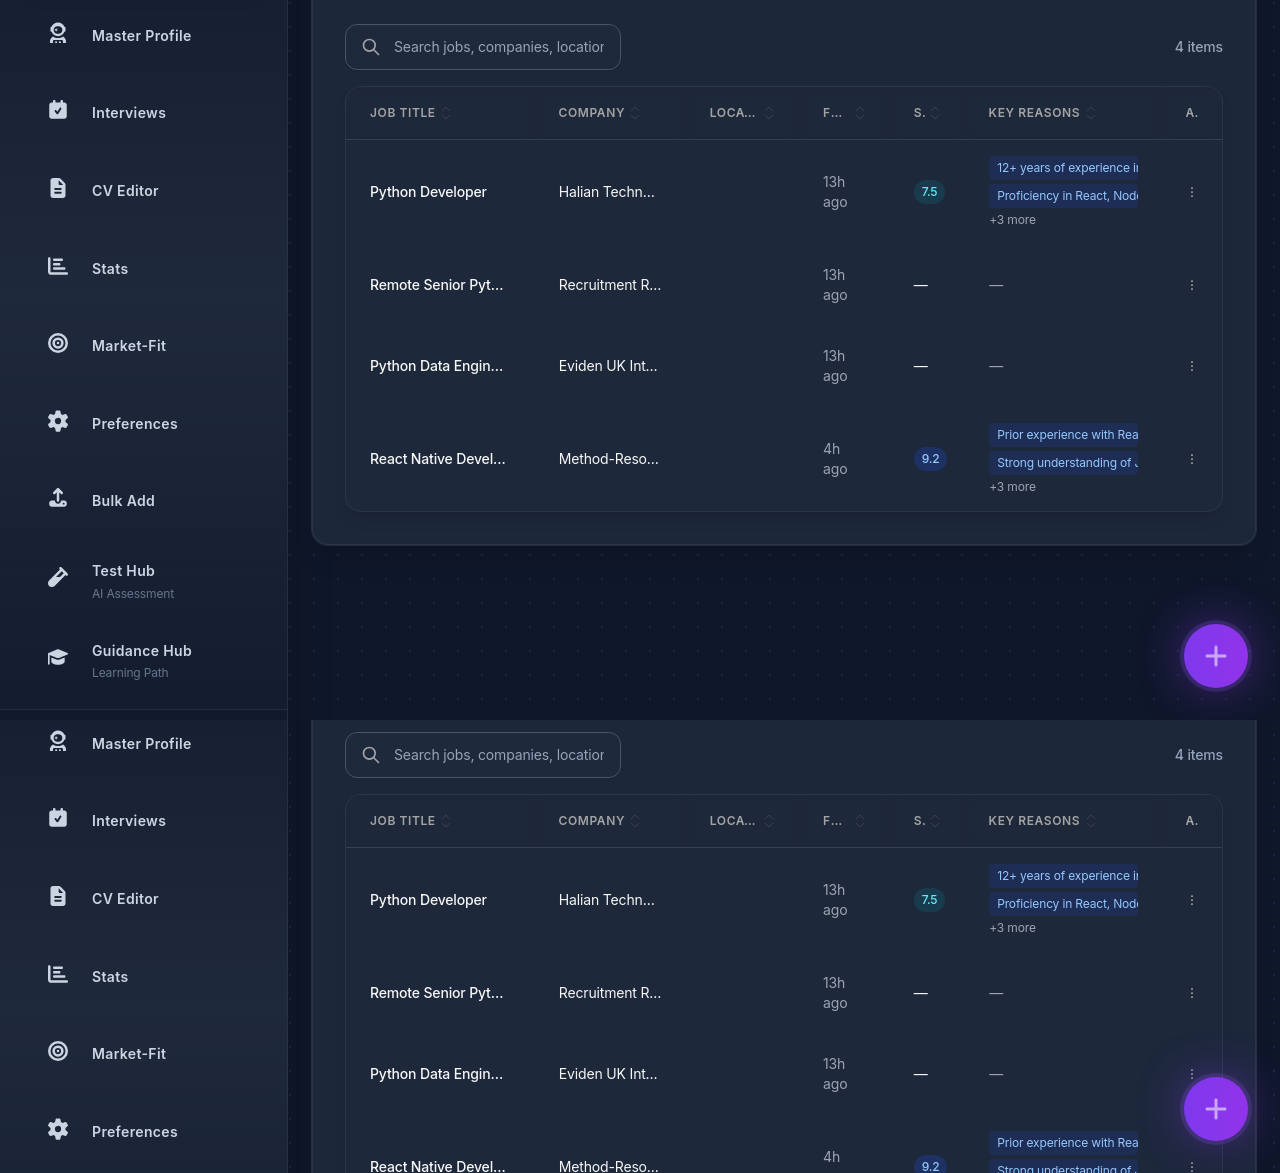 Master Profile
Interviews
CV Editor
Stats
Market-Fit
Preferences
Bulk Add
Test Hub
AI Assessment
Guidance Hub
Learning Path
Search jobs, companies, location
4 items
JOB TITLE COMPANY LOCA... F... S. KEY REASONS A.
Python Developer Halian Techn... 13h ago 7.5 12+ years of experience i
Proficiency in React, Nod
+3 more
Remote Senior Pyt... Recruitment R... 13h ago — —
Python Data Engin... Eviden UK Int... 13h ago — —
React Native Devel... Method-Reso... 4h ago 9.2 Prior experience with Rea
Strong understanding of
+3 more
Master Profile
Interviews
CV Editor
Stats
Market-Fit
Preferences
Search jobs, companies, location
4 items
JOB TITLE COMPANY LOCA... F... S. KEY REASONS A.
Python Developer Halian Techn... 13h ago 7.5 12+ years of experience i
Proficiency in React, Nod
+3 more
Remote Senior Pyt... Recruitment R... 13h ago — —
Python Data Engin... Eviden UK Int... 13h ago — —
React Native Devel... Method-Reso... 4h 9.2 Prior experience with Rea
Strong understanding of